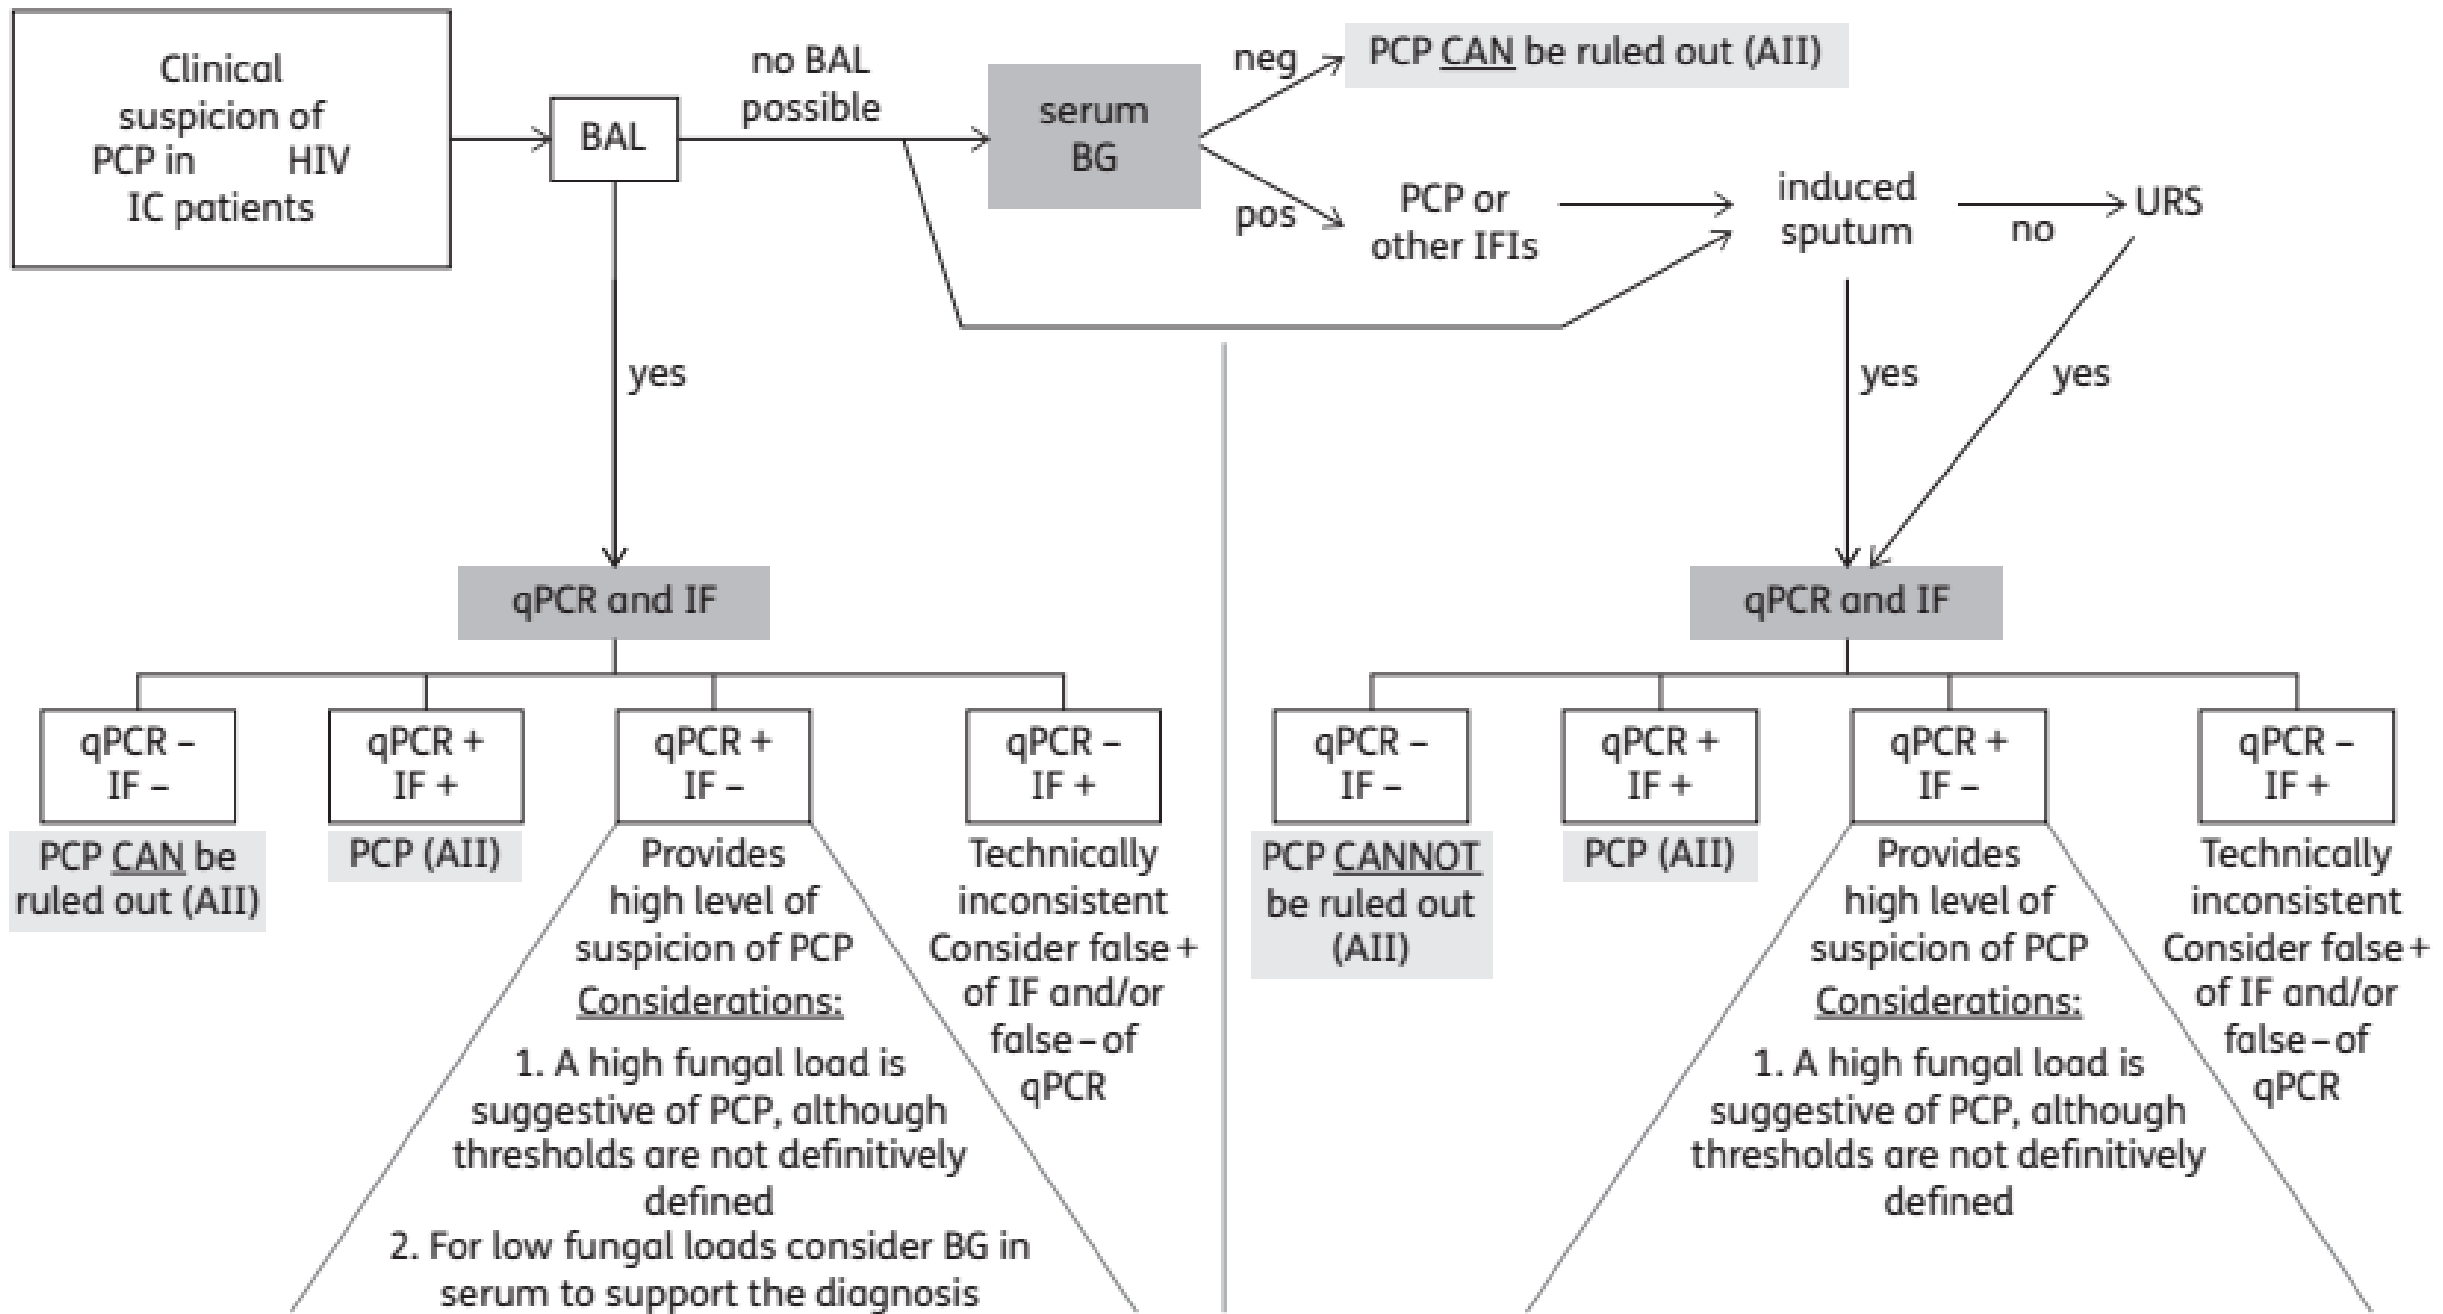 Clinical
suspicion of
PCP in HIV
IC patients
BAL
no BAL
possible
serum
BG
neg
PCP CAN be ruled out (AII)
pos
PCP or
other IFIs
induced
sputum
no
URS
yes
yes
yes
qPCR and IF
qPCR –
IF –
PCP CAN be
ruled out (AII)
qPCR +
IF +
PCP (AII)
qPCR +
IF –
Provides
high level of
suspicion of PCP
Considerations:
1. A high fungal load is
suggestive of PCP, although
thresholds are not definitively
defined
2. For low fungal loads consider BG in
serum to support the diagnosis
qPCR –
IF +
Technically
inconsistent
Consider false +
of IF and/or
false – of
qPCR
qPCR and IF
qPCR –
IF –
PCP CANNOT
be ruled out
(AII)
qPCR +
IF +
PCP (AII)
qPCR +
IF –
Provides
high level of
suspicion of PCP
Considerations:
1. A high fungal load is
suggestive of PCP, although
thresholds are not definitively
defined
qPCR –
IF +
Technically
inconsistent
Consider false +
of IF and/or
false – of
qPCR